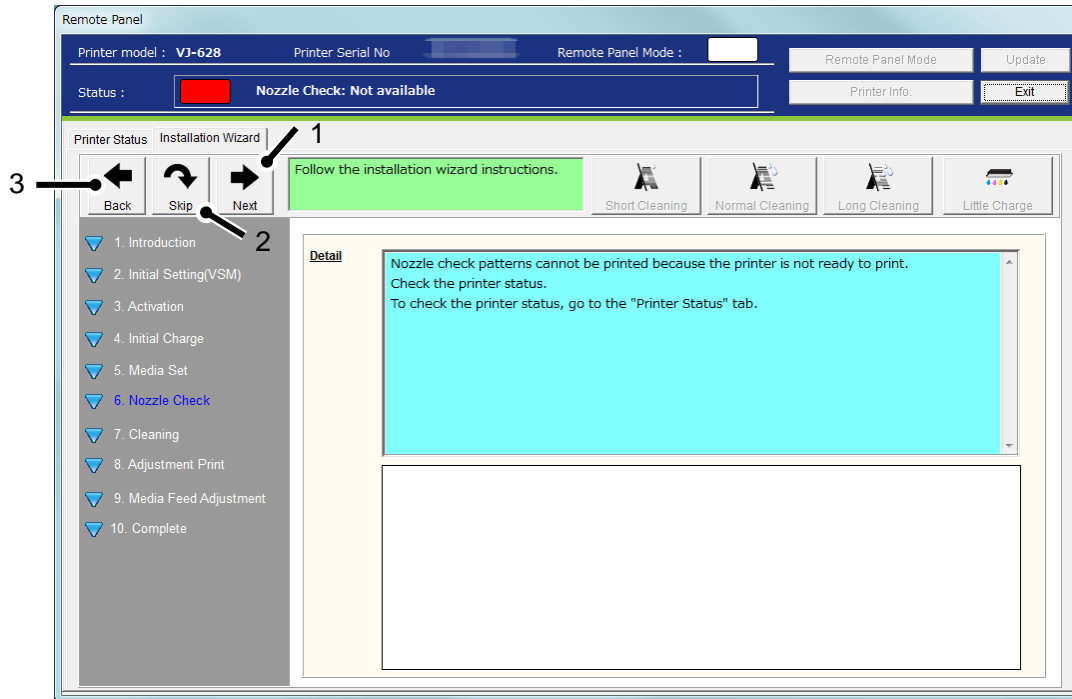 Remote Panel
Printer model : VJ-628 Printer Serial No Remote Panel Mode :
Remote Panel Mode Update
Status : Nozzle Check: Not available
Printer Info. Exit
Printer Status Installation Wizard 1
3
Back Skip Next
Follow the installation wizard instructions.
Short Cleaning Normal Cleaning Long Cleaning Little Charge
2
1. Introduction
2. Initial Setting(VSM)
3. Activation
4. Initial Charge
5. Media Set
6. Nozzle Check
7. Cleaning
8. Adjustment Print
9. Media Feed Adjustment
10. Complete
Detail
Nozzle check patterns cannot be printed because the printer is not ready to print.
Check the printer status.
To check the printer status, go to the "Printer Status" tab.